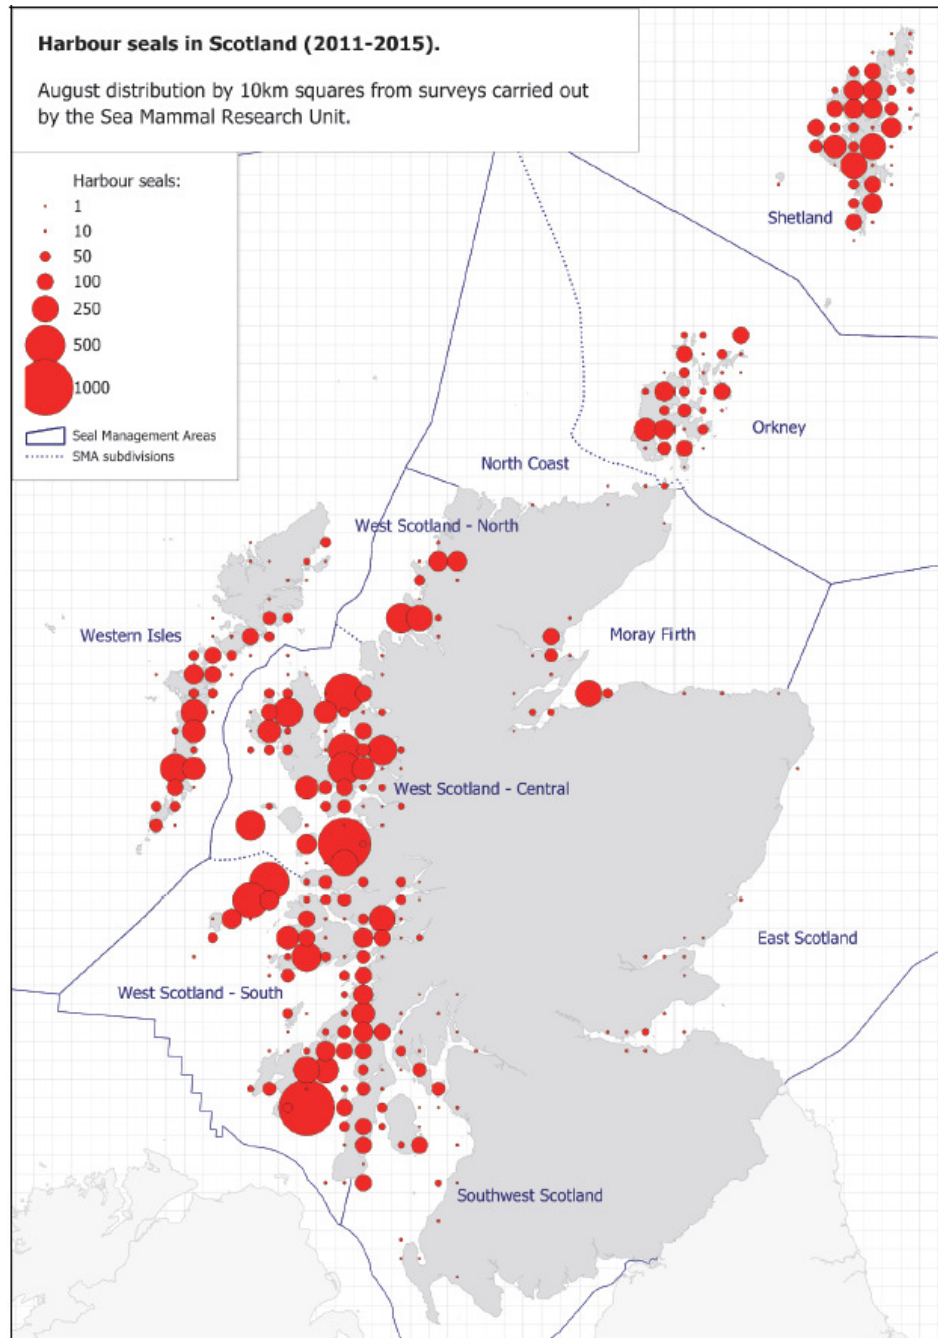 Harbour seals in Scotland (2011-2015).
August distribution by 10km squares from surveys carried out
by the Sea Mammal Research Unit.
Harbour seals:
1
10
50
100
250
500
1000
Seal Management Areas
SMA subdivisions
Shetland
Orkney
North Coast
West Scotland - North
Western Isles
Moray Firth
West Scotland - Central
East Scotland
West Scotland - South
Southwest Scotland